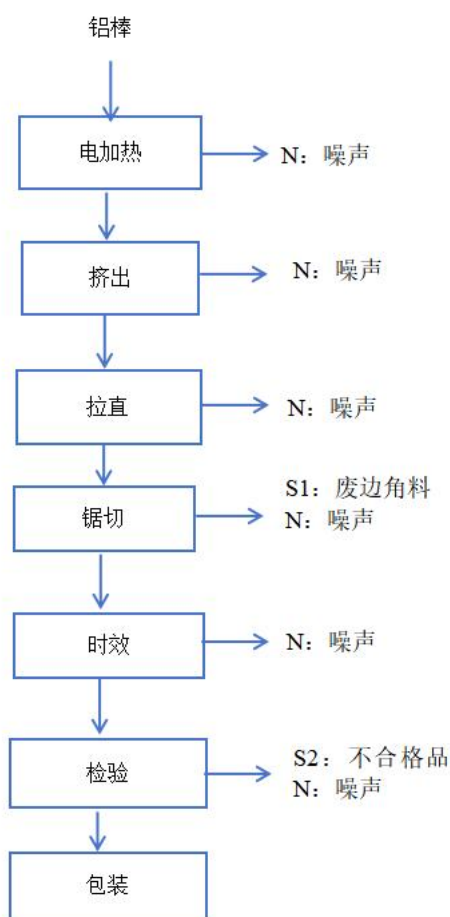 铝棒
电加热
N：噪声
挤出
N：噪声
拉直
N：噪声
锯切
S1：废边角料
N：噪声
时效
N：噪声
检验
S2：不合格品
N：噪声
包装